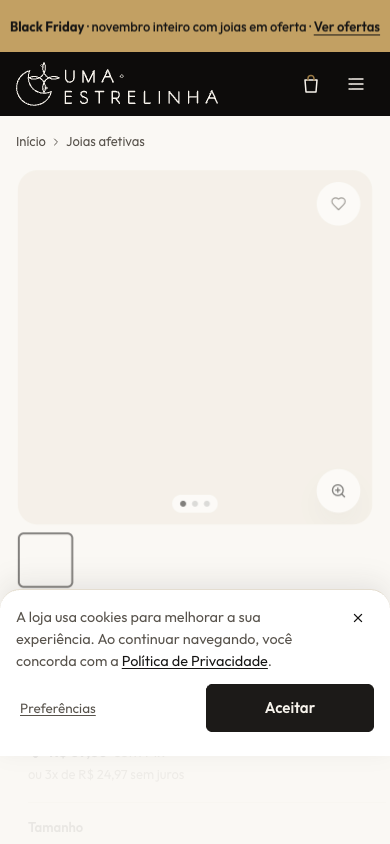 Black Friday · novembro inteiro com joias em oferta · Ver ofertas
UMA
ESTRELINHA
Início > Joias afetivas
A loja usa cookies para melhorar a sua
experiência. Ao continuar navegando, você
concorda com a Política de Privacidade.
Preferências
Aceitar
ou 3x de R$ 24,97 sem juros
Tamanho